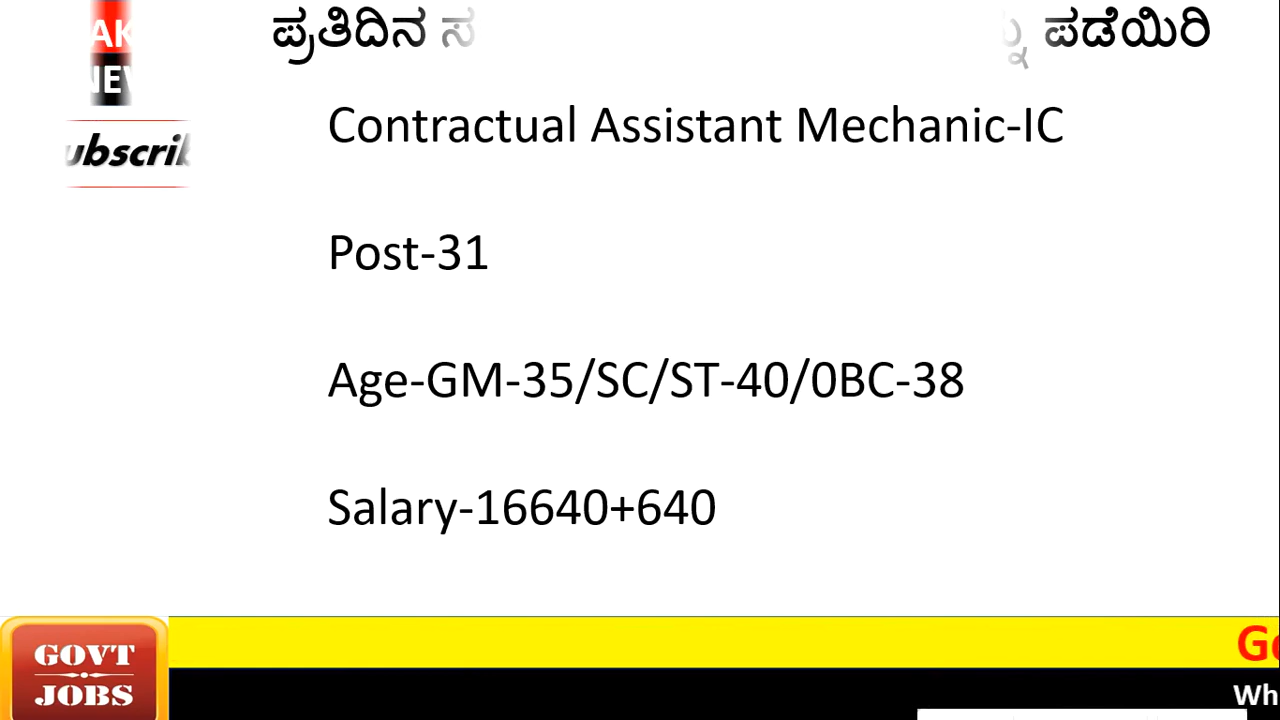 ಪ್ರತಿದಿನ ಪಡೆಯಿರಿ
Contractual Assistant Mechanic-IC
Post-31
Age-GM-35/SC/ST-40/0BC-38
Salary-16640+640
GOVT
JOBS